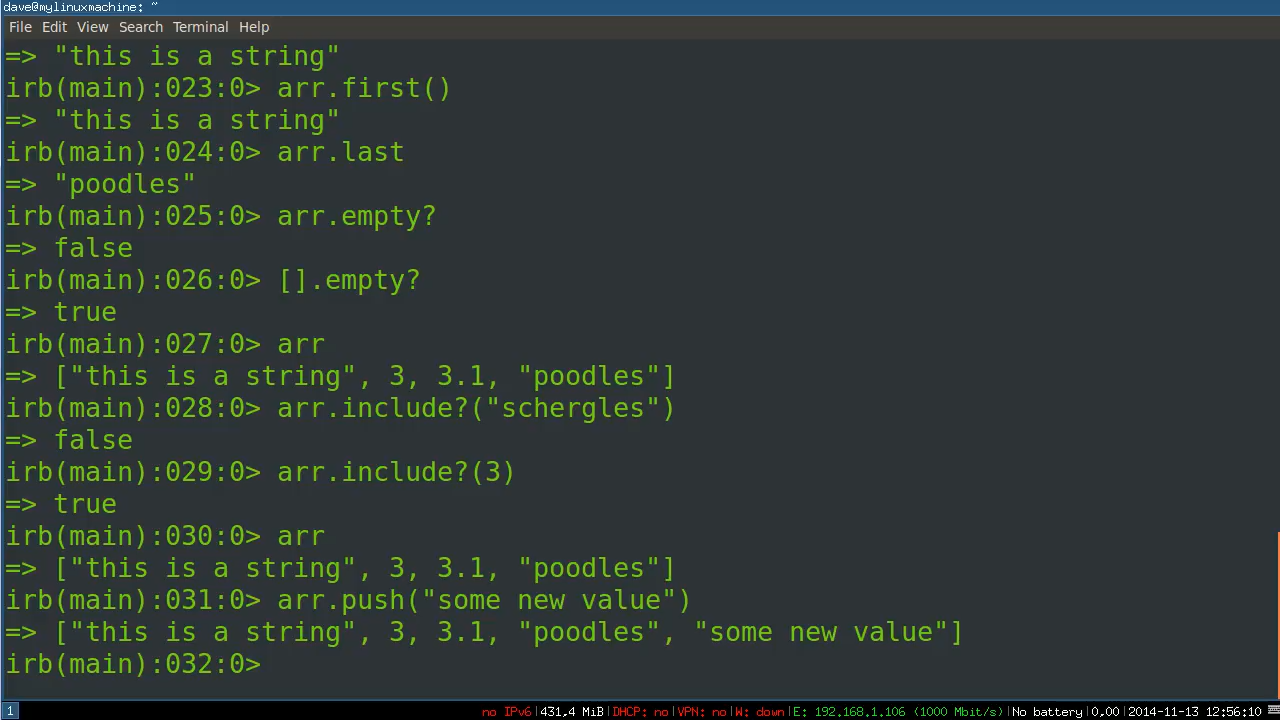 dave@mylinuxmachine: ~
File Edit View Search Terminal Help
=> "this is a string"
irb(main):023:0> arr.first()
=> "this is a string"
irb(main):024:0> arr.last
=> "poodles"
irb(main):025:0> arr.empty?
=> false
irb(main):026:0> [].empty?
=> true
irb(main):027:0> arr
=> ["this is a string", 3, 3.1, "poodles"]
irb(main):028:0> arr.include?("schergles")
=> false
irb(main):029:0> arr.include?(3)
=> true
irb(main):030:0> arr
=> ["this is a string", 3, 3.1, "poodles"]
irb(main):031:0> arr.push("some new value")
=> ["this is a string", 3, 3.1, "poodles", "some new value"]
irb(main):032:0>
1 no IPv6|431,4 MiB|DHCP: no|VPN: no|W: down|E: 192.168.1.106 (1000 Mbit/s)|No battery|0,00|2014-11-13 12:56:10